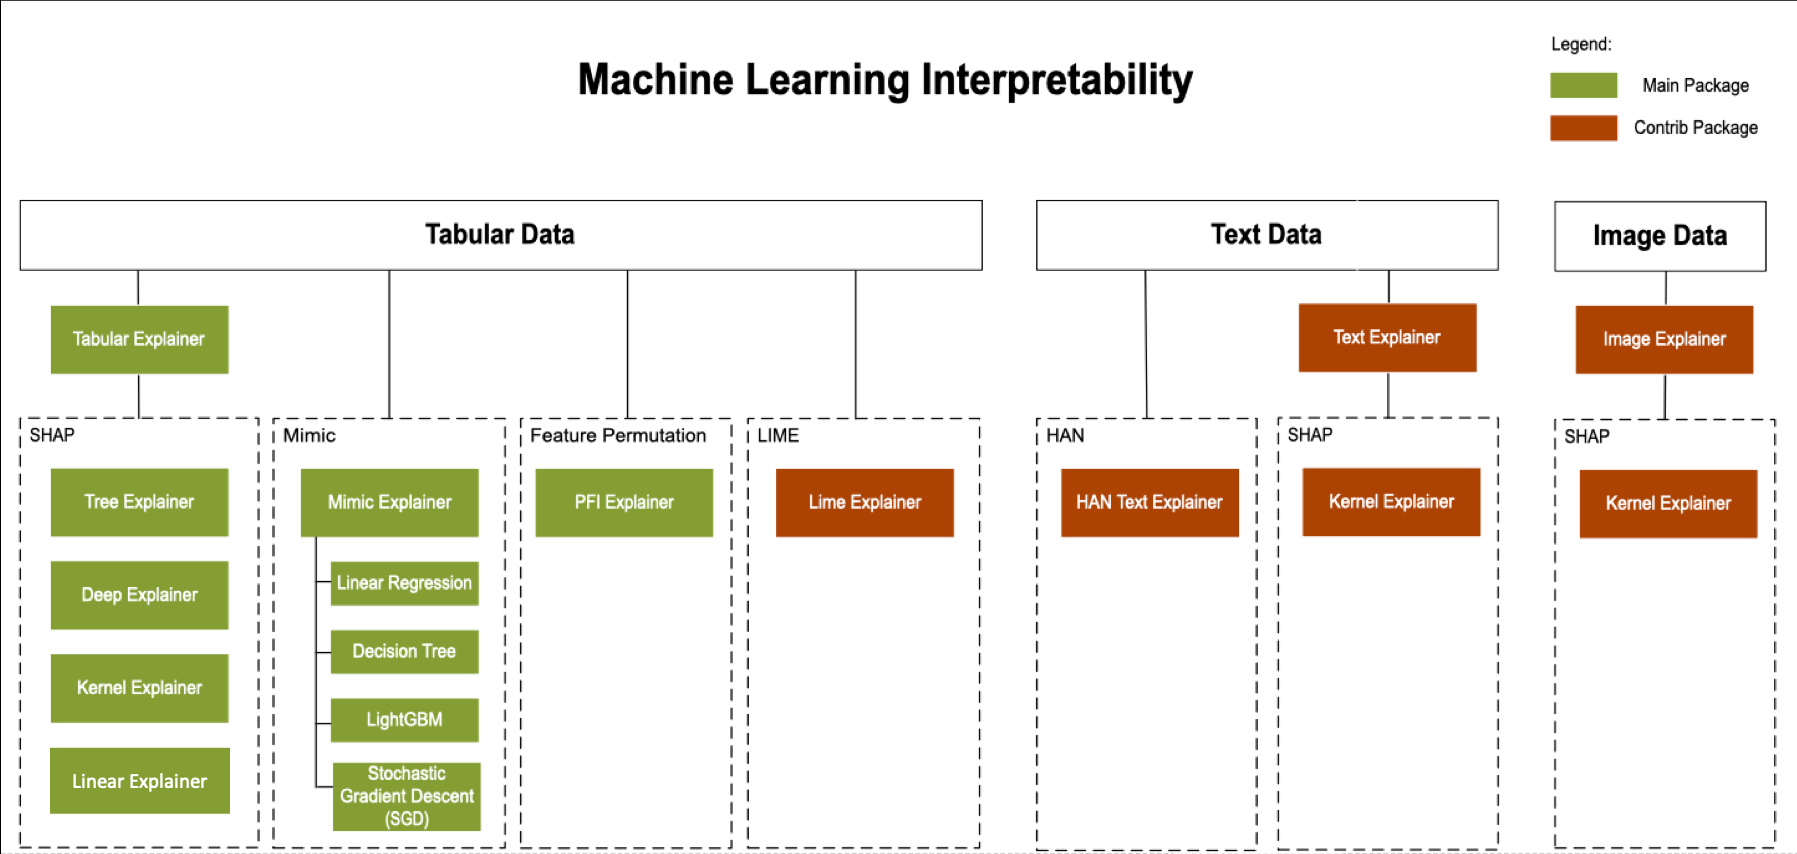 Machine Learning Interpretability
Legend:
Main Package
Contrib Package
Tabular Data
Text Data
Image Data
Tabular Explainer
Text Explainer
Image Explainer
SHAP
Tree Explainer
Deep Explainer
Kernel Explainer
Linear Explainer
Mimic
Mimic Explainer
Linear Regression
Decision Tree
LightGBM
Stochastic
Gradient Descent
(SGD)
Feature Permutation
PFI Explainer
LIME
Lime Explainer
HAN
HAN Text Explainer
SHAP
Kernel Explainer
SHAP
Kernel Explainer